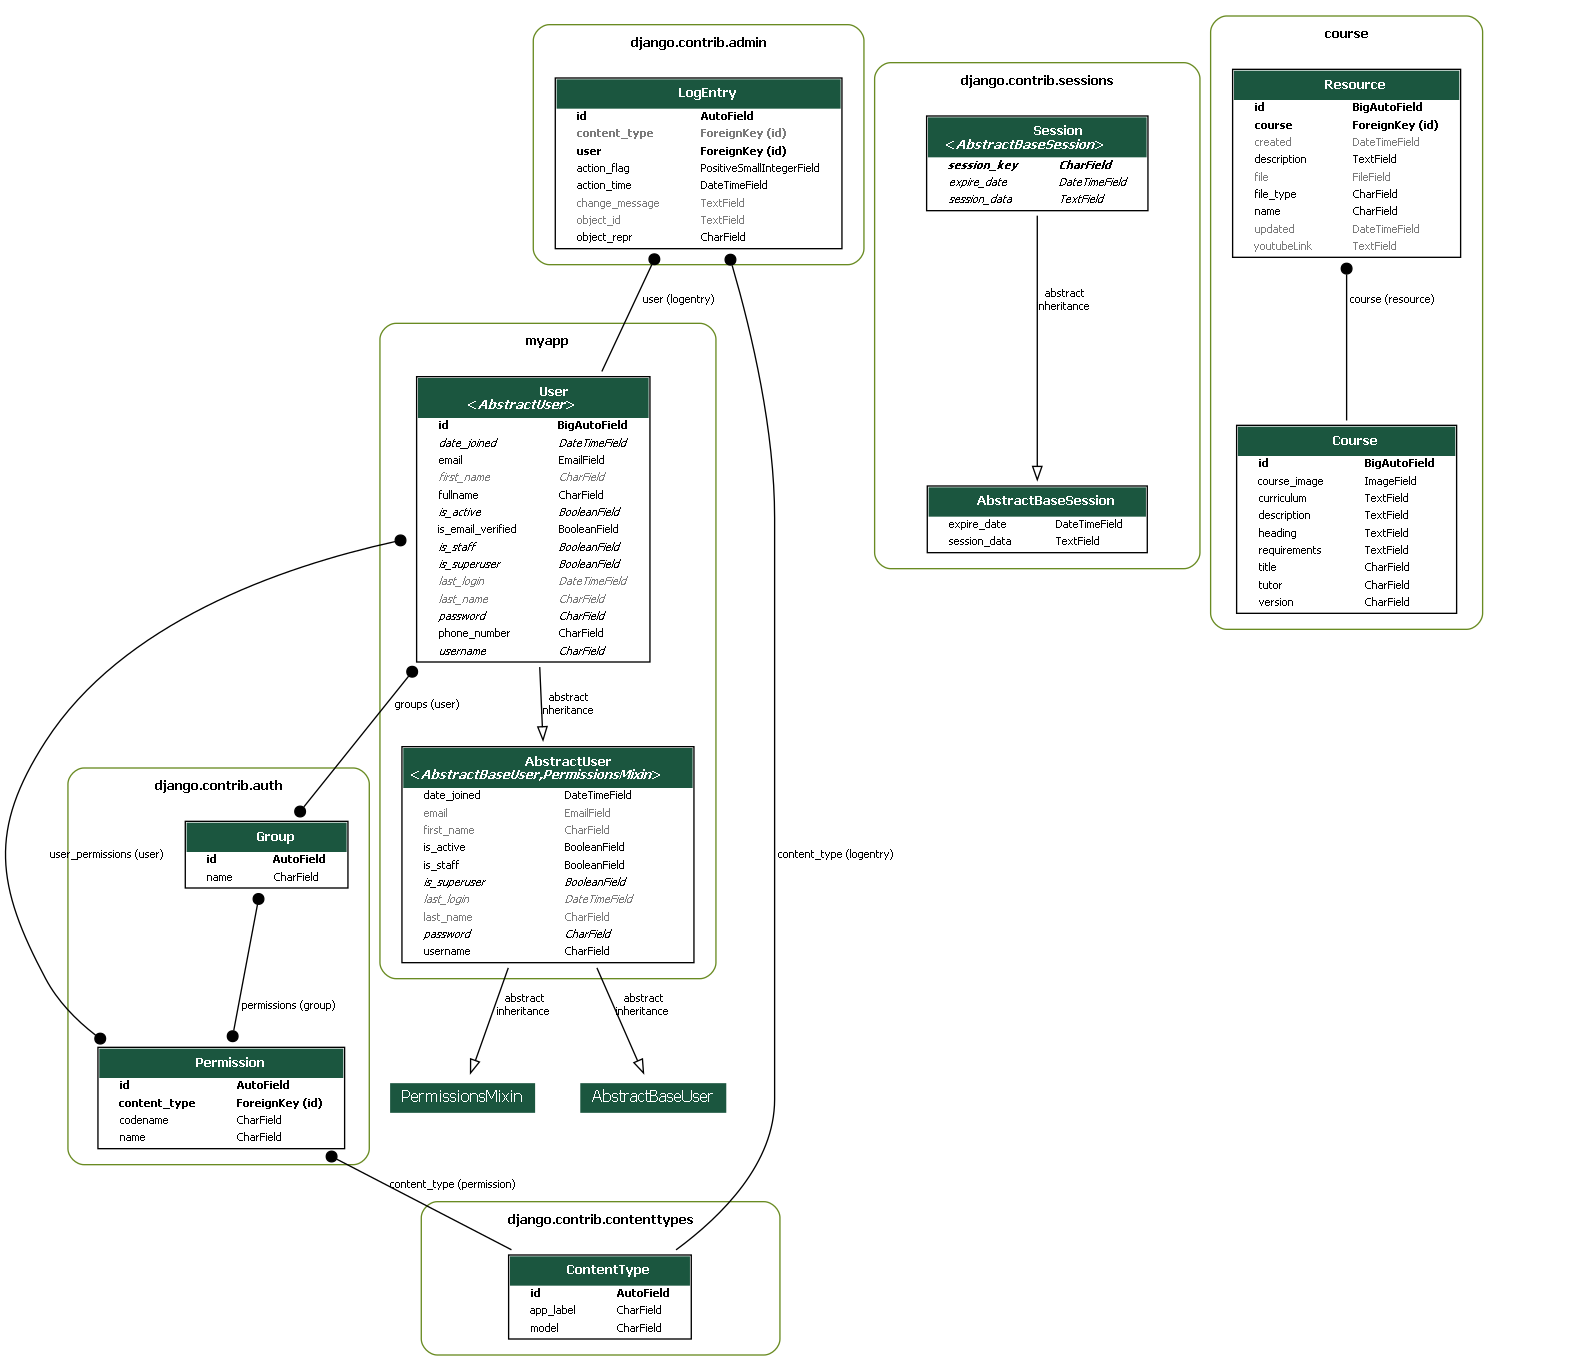 django.contrib.admin
LogEntry
id AutoField
content_type ForeignKey (id)
user ForeignKey (id)
action_flag PositiveSmallIntegerField
action_time DateTimeField
change_message TextField
object_id TextField
object_repr CharField
user (logentry)
django.contrib.sessions
Session
<AbstractBaseSession>
session_key CharField
expire_date DateTimeField
session_data TextField
abstract
inheritance
AbstractBaseSession
expire_date DateTimeField
session_data TextField
course
Resource
id BigAutoField
course ForeignKey (id)
created DateTimeField
description TextField
file FileField
file_type CharField
name CharField
updated DateTimeField
youtubeLink TextField
course (resource)
Course
id BigAutoField
course_image ImageField
curriculum TextField
description TextField
heading TextField
requirements TextField
title CharField
tutor CharField
version CharField
myapp
User
<AbstractUser>
id BigAutoField
date_joined DateTimeField
email EmailField
first_name CharField
fullname CharField
is_active BooleanField
is_email_verified BooleanField
is_staff BooleanField
is_superuser BooleanField
last_login DateTimeField
last_name CharField
password CharField
phone_number CharField
username CharField
groups (user)
abstract
inheritance
AbstractUser
<AbstractBaseUser,PermissionsMixin>
date_joined DateTimeField
email EmailField
first_name CharField
is_active BooleanField
is_staff BooleanField
is_superuser BooleanField
last_login DateTimeField
last_name CharField
password CharField
username CharField
abstract
inheritance
abstract
inheritance
PermissionsMixin
AbstractBaseUser
content_type (logentry)
django.contrib.auth
user_permissions (user)
Group
id AutoField
name CharField
permissions (group)
Permission
id AutoField
content_type ForeignKey (id)
codename CharField
name CharField
content_type (permission)
django.contrib.contenttypes
ContentType
id AutoField
app_label CharField
model CharField